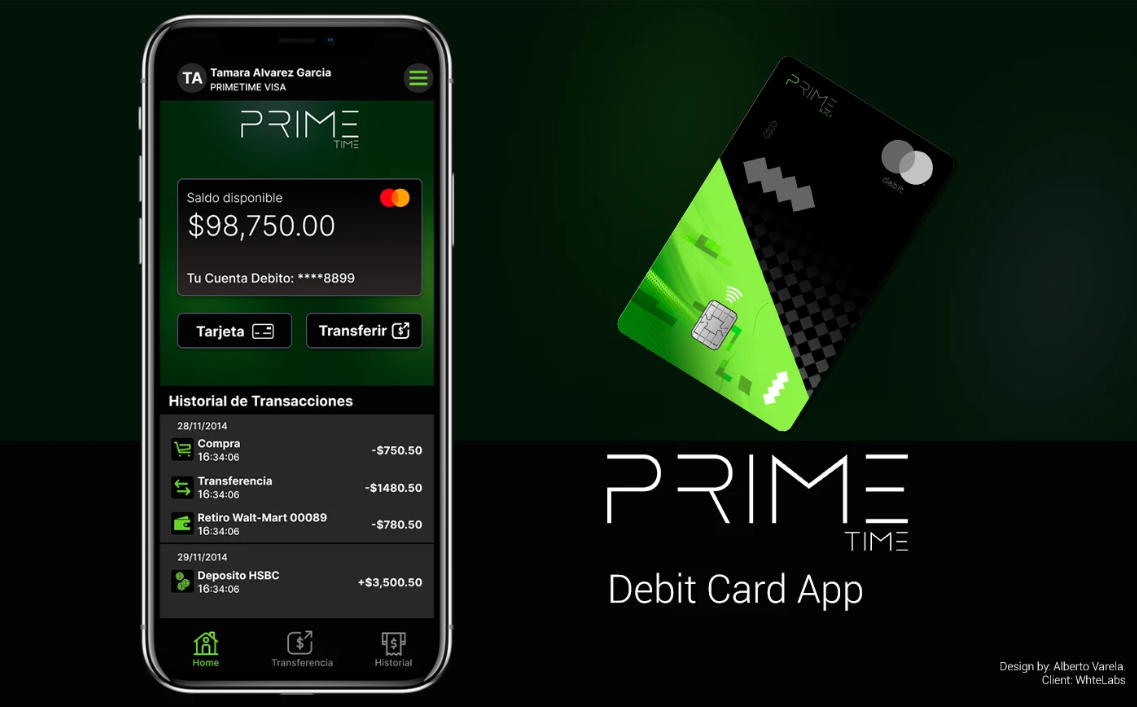 TA
Tamara Alvarez Garcia
PRIMETIME VISA
PRIME
TIME
Saldo disponible
$98,750.00
Tu Cuenta Debito: ****8899
Tarjeta
Transferir
Historial de Transacciones
28/11/2014
Compra
16:34:06
-$750.50
Transferencia
16:34:06
-$1480.50
Retiro Walt-Mart 00089
16:34:06
-$780.50
29/11/2014
Deposito HSBC
16:34:06
+$3,500.50
Home
Transferencia
Historial
PRIME
debit
PRIME
TIME
Debit Card App
Design by: Alberto Varela.
Client: WhteLabs